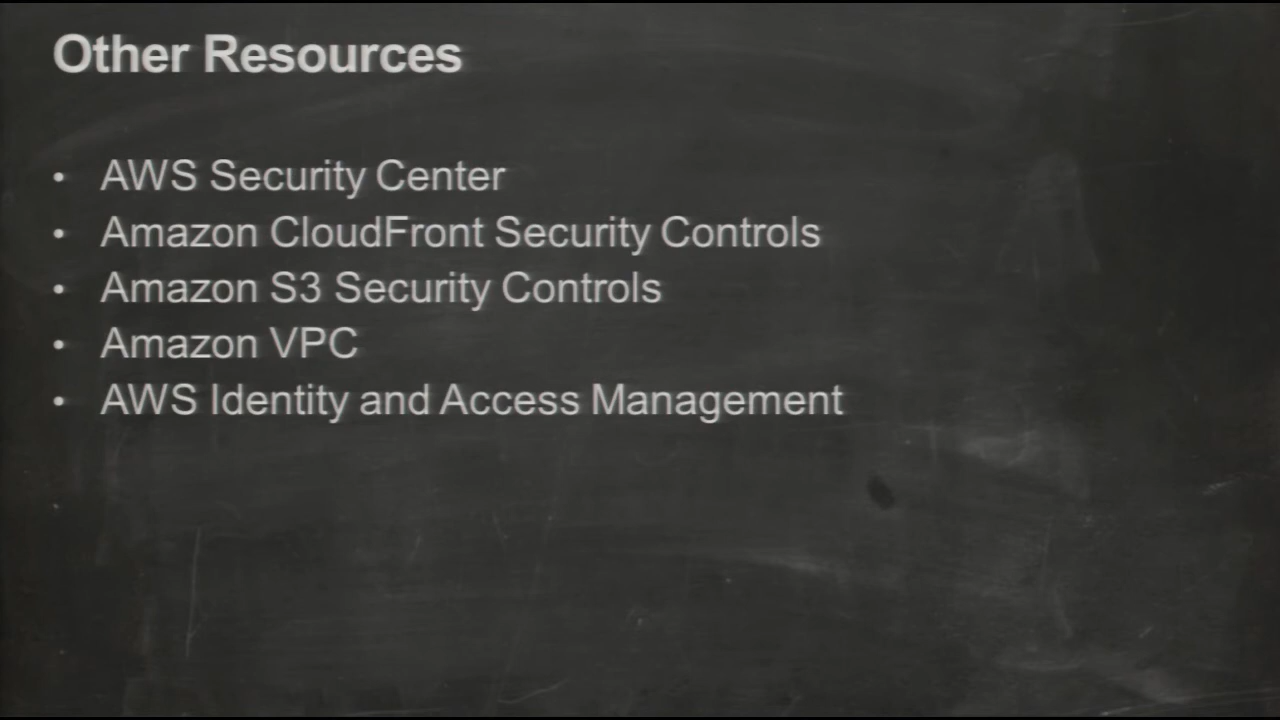 Other Resources
• AWS Security Center
• Amazon CloudFront Security Controls
• Amazon S3 Security Controls
• Amazon VPC
• AWS Identity and Access Management